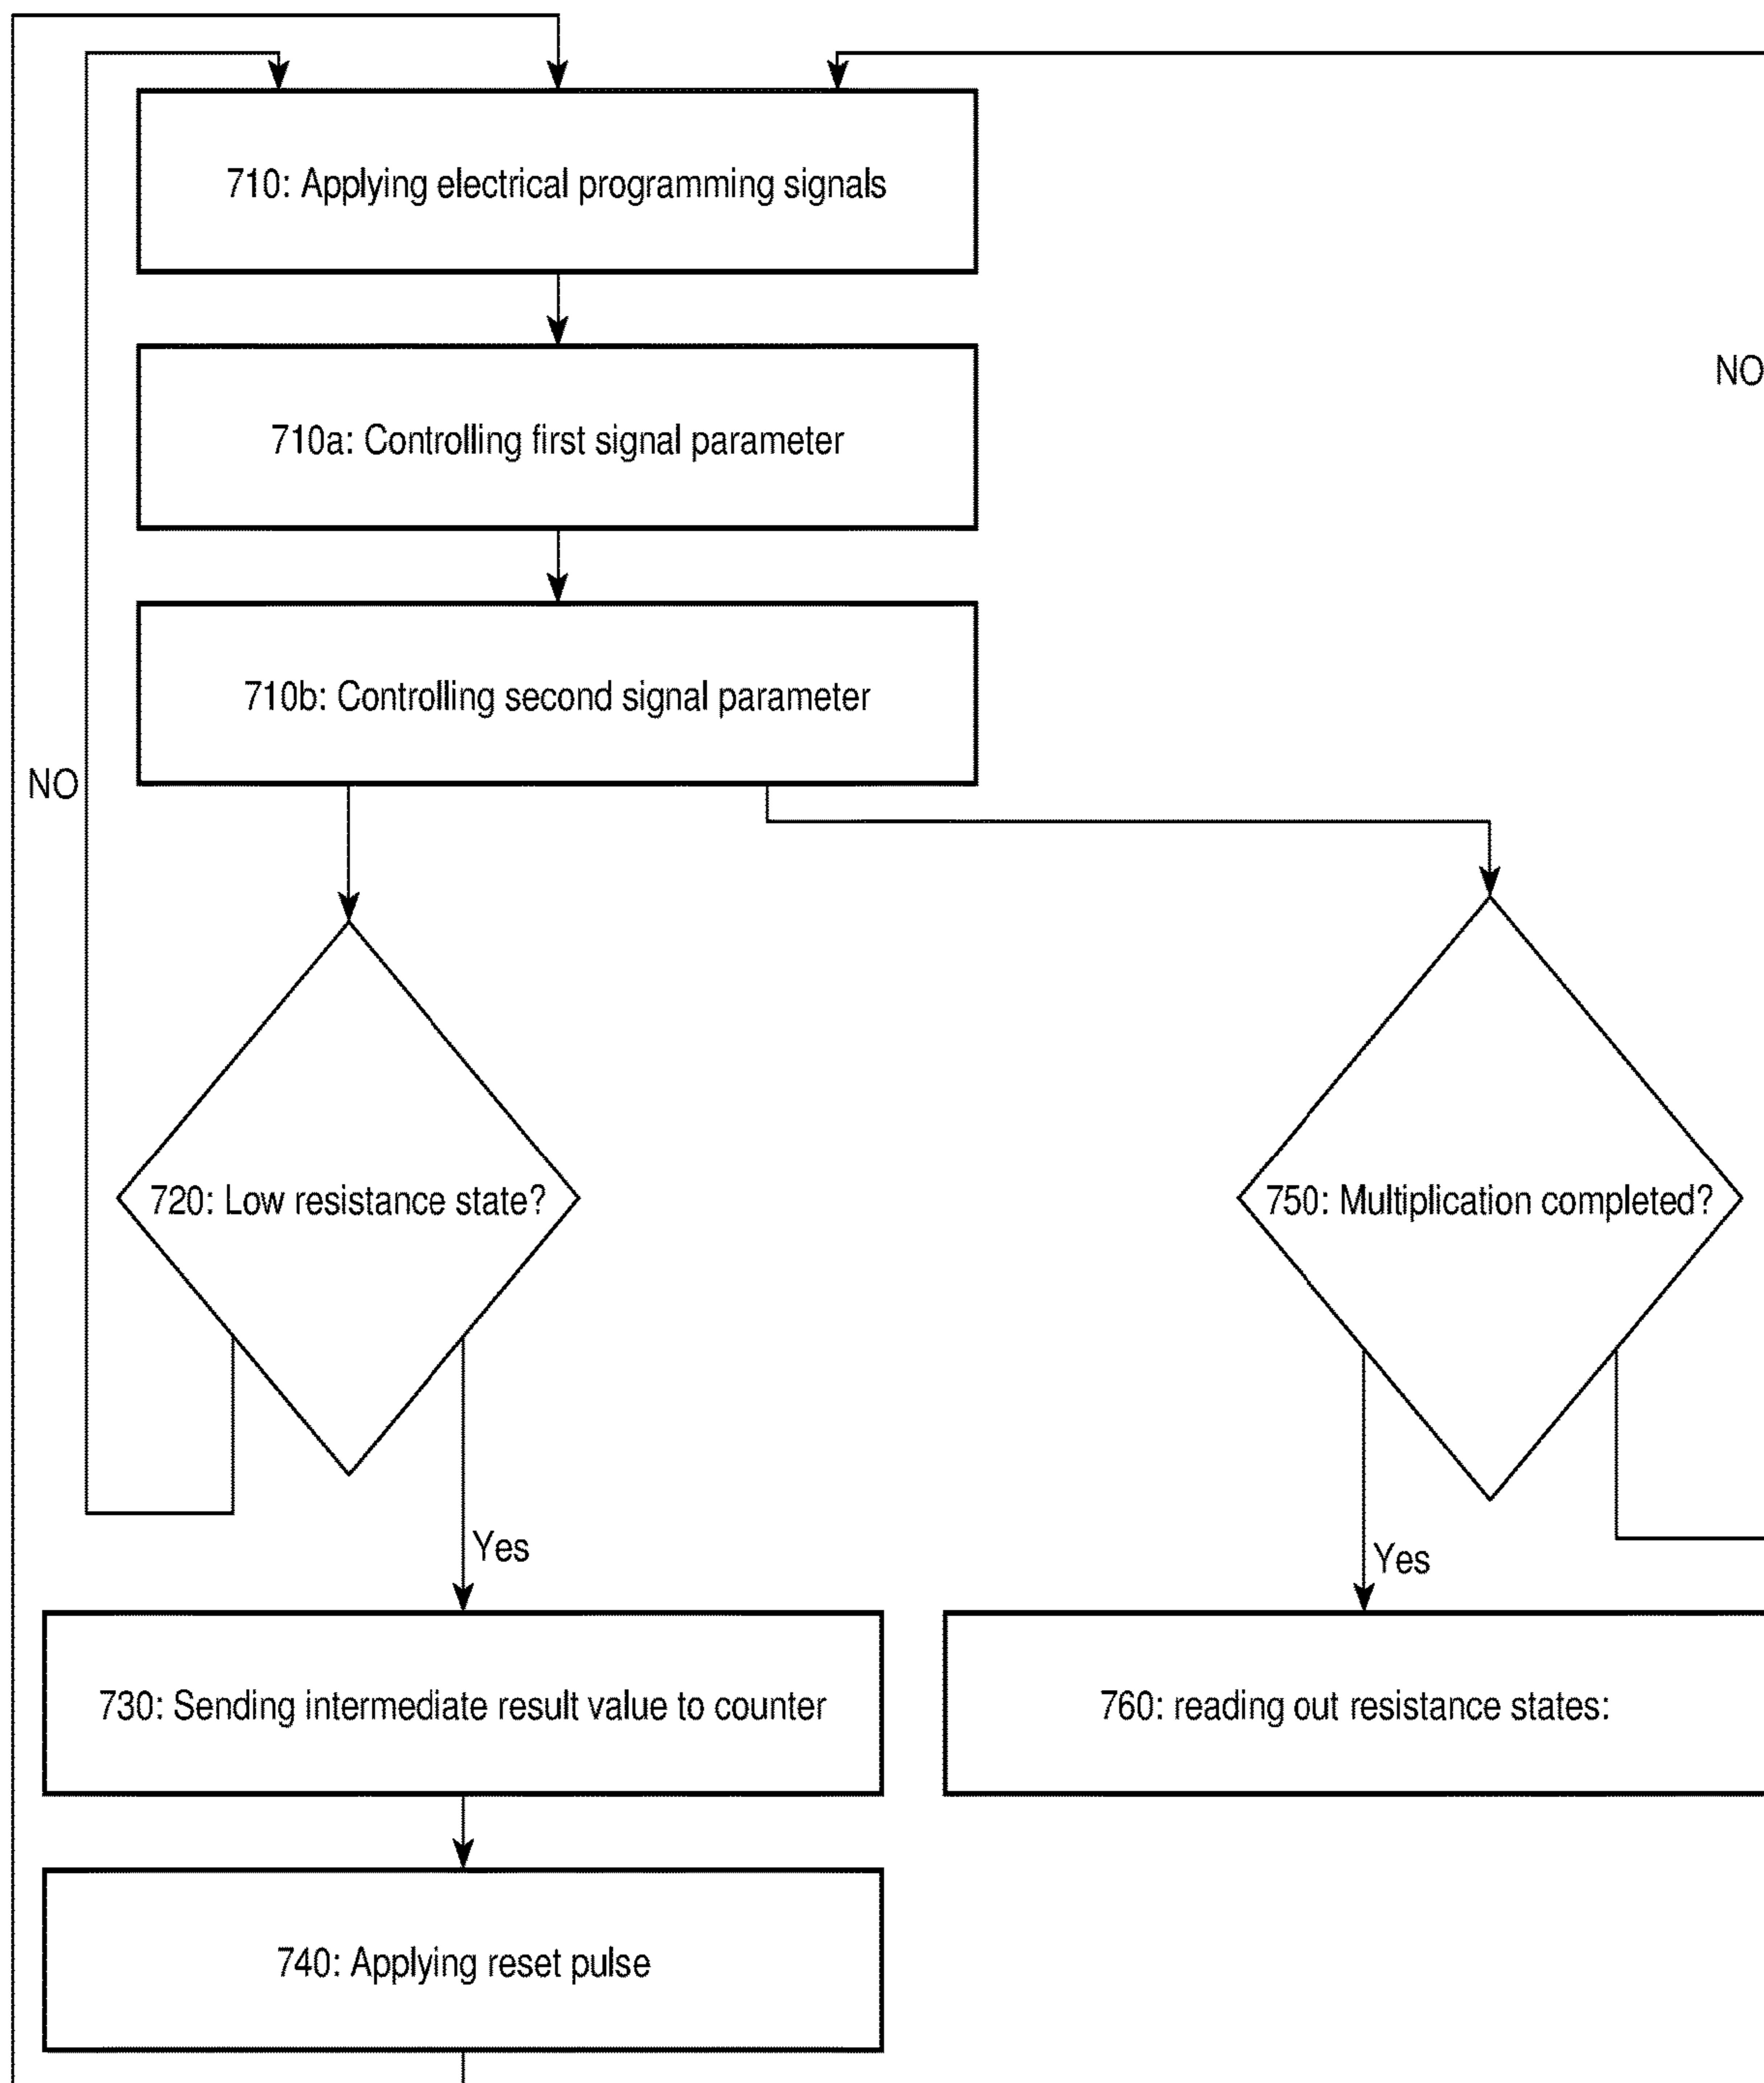 710: Applying electrical programming signals
NO
710a: Controlling first signal parameter
710b: Controlling second signal parameter
NO
720: Low resistance state?
750: Multiplication completed?
Yes
Yes
730: Sending intermediate result value to counter
760: reading out resistance states:
740: Applying reset pulse